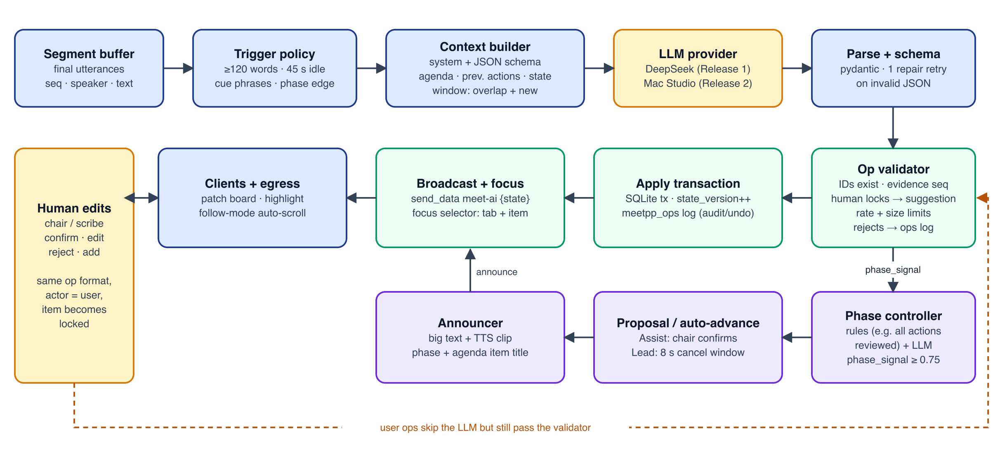 Segment buffer
final utterances
seq · speaker · text
Trigger policy
≥120 words · 45 s idle
cue phrases · phase edge
Context builder
system + JSON schema
agenda · prev. actions · state
window: overlap + new
LLM provider
DeepSeek (Release 1)
Mac Studio (Release 2)
Parse + schema
pydantic · 1 repair retry
on invalid JSON
Human edits
chair / scribe
confirm · edit
reject · add
same op format,
actor = user,
item becomes
locked
Clients + egress
patch board · highlight
follow-mode auto-scroll
Broadcast + focus
send_data meet-ai {state}
focus selector: tab + item
Apply transaction
SQLite tx · state_version++
meetpp_ops log (audit/undo)
Op validator
IDs exist · evidence seq
human locks → suggestion
rate + size limits
rejects → ops log
announce
phase_signal
Announcer
big text + TTS clip
phase + agenda item title
Proposal / auto-advance
Assist: chair confirms
Lead: 8 s cancel window
Phase controller
rules (e.g. all actions
reviewed) + LLM
phase_signal ≥ 0.75
user ops skip the LLM but still pass the validator